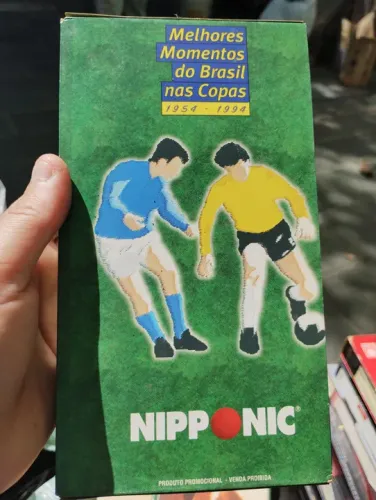 Melhores
Momentos
do Brasil
nas Copas
1954 - 1994
NIPPONIC®
PRODUTO PROMOCIONAL - VENDA PROIBIDA